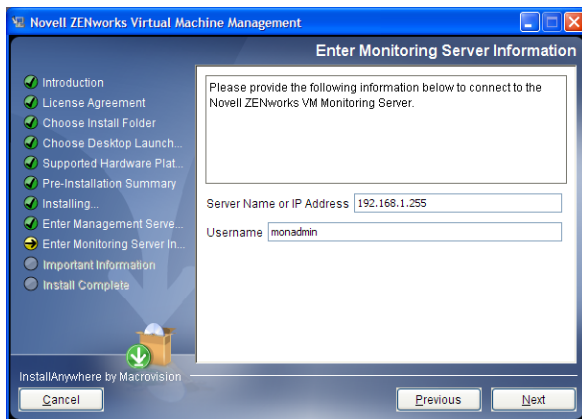 Novell ZENworks Virtual Machine Management
Enter Monitoring Server Information
Introduction
License Agreement
Choose Install Folder
Choose Desktop Launch...
Supported Hardware Plat...
Pre-Installation Summary
Installing...
Enter Management Serve...
Enter Monitoring Server In...
Important Information
Install Complete
Please provide the following information below to connect to the
Novell ZENworks VM Monitoring Server.
Server Name or IP Address 192.168.1.255
Username monadmin
InstallAnywhere by Macrovision
Cancel Previous Next